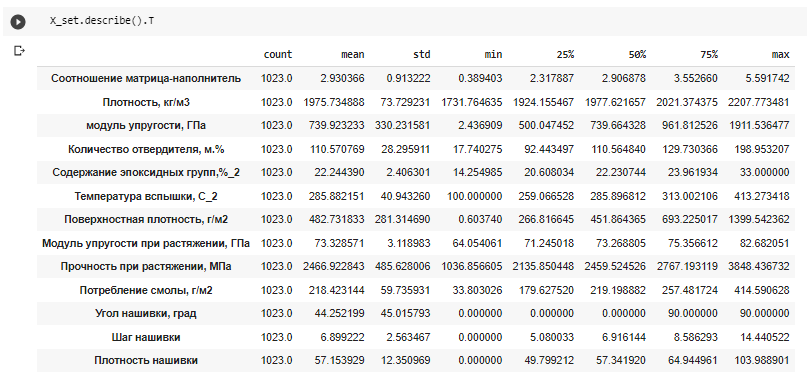 X_set.describe().T
count mean std min 25% 50% 75% max
Соотношение матрица-наполнитель 1023.0 2.930366 0.913222 0.389403 2.317887 2.906878 3.552660 5.591742
Плотность, кг/м3 1023.0 1975.734888 73.729231 1731.764635 1924.155467 1977.621657 2021.374375 2207.773481
модуль упругости, ГПа 1023.0 739.923233 330.231581 2.436909 500.047452 739.664328 961.812526 1911.536477
Количество отвердителя, м.% 1023.0 110.570769 28.295911 17.740275 92.443497 110.564840 129.730366 198.953207
Содержание эпоксидных групп,%_2 1023.0 22.244390 2.406301 14.254985 20.608034 22.230744 23.961934 33.000000
Температура вспышки, С_2 1023.0 285.882151 40.943260 100.000000 259.066528 285.896812 313.002106 413.273418
Поверхностная плотность, г/м2 1023.0 482.731833 281.314690 0.603740 266.816645 451.864365 693.225017 1399.542362
Модуль упругости при растяжении, ГПа 1023.0 73.328571 3.118983 64.054061 71.245018 73.268805 75.356612 82.682051
Прочность при растяжении, МПа 1023.0 2466.922843 485.628006 1036.856605 2135.850448 2459.524526 2767.193119 3848.436732
Потребление смолы, г/м2 1023.0 218.423144 59.735931 33.803026 179.627520 219.198882 257.481724 414.590628
Угол нашивки, град 1023.0 44.252199 45.015793 0.000000 0.000000 0.000000 90.000000 90.000000
Шаг нашивки 1023.0 6.899222 2.563467 0.000000 5.080033 6.916144 8.586293 14.440522
Плотность нашивки 1023.0 57.153929 12.350969 0.000000 49.799212 57.341920 64.944961 103.988901